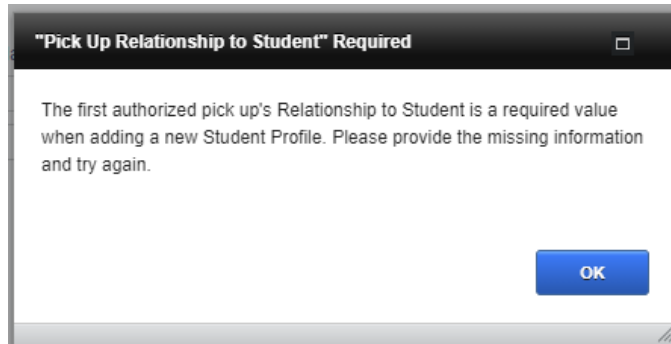 "Pick Up Relationship to Student" Required
The first authorized pick up's Relationship to Student is a required value
when adding a new Student Profile. Please provide the missing information
and try again.
OK